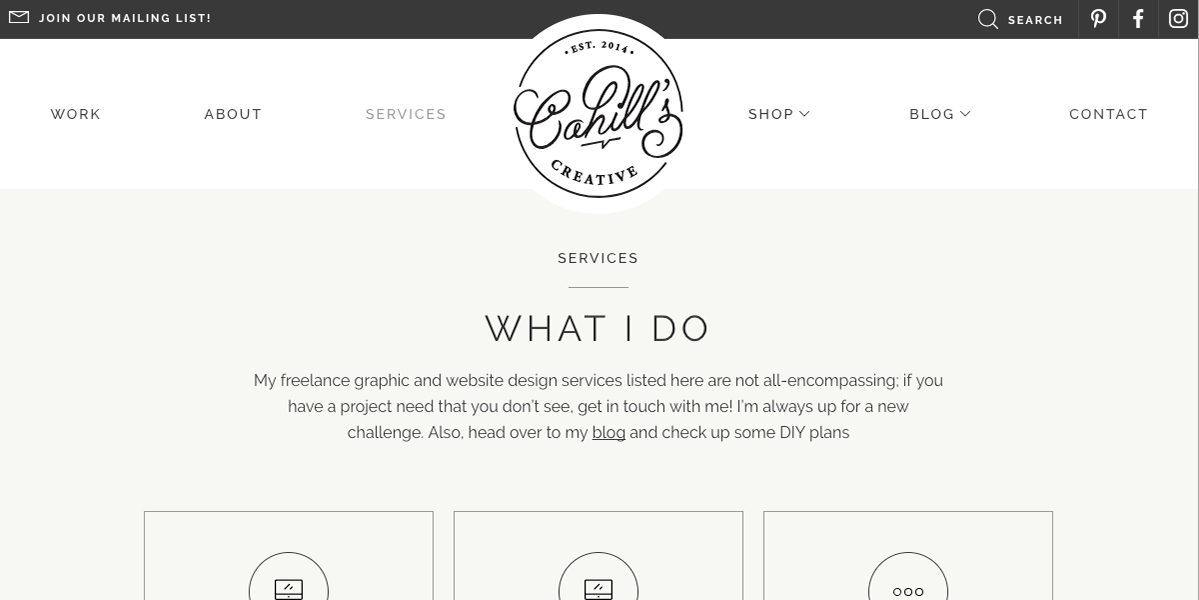 JOIN OUR MAILING LIST!
SEARCH
WORK
ABOUT
SERVICES
· EST. 2014 ·
Cahill's
CREATIVE
SHOP
BLOG
CONTACT
SERVICES
WHAT I DO
My freelance graphic and website design services listed here are not all-encompassing; if you
have a project need that you don't see, get in touch with me! I'm always up for a new
challenge. Also, head over to my blog and check up some DIY plans